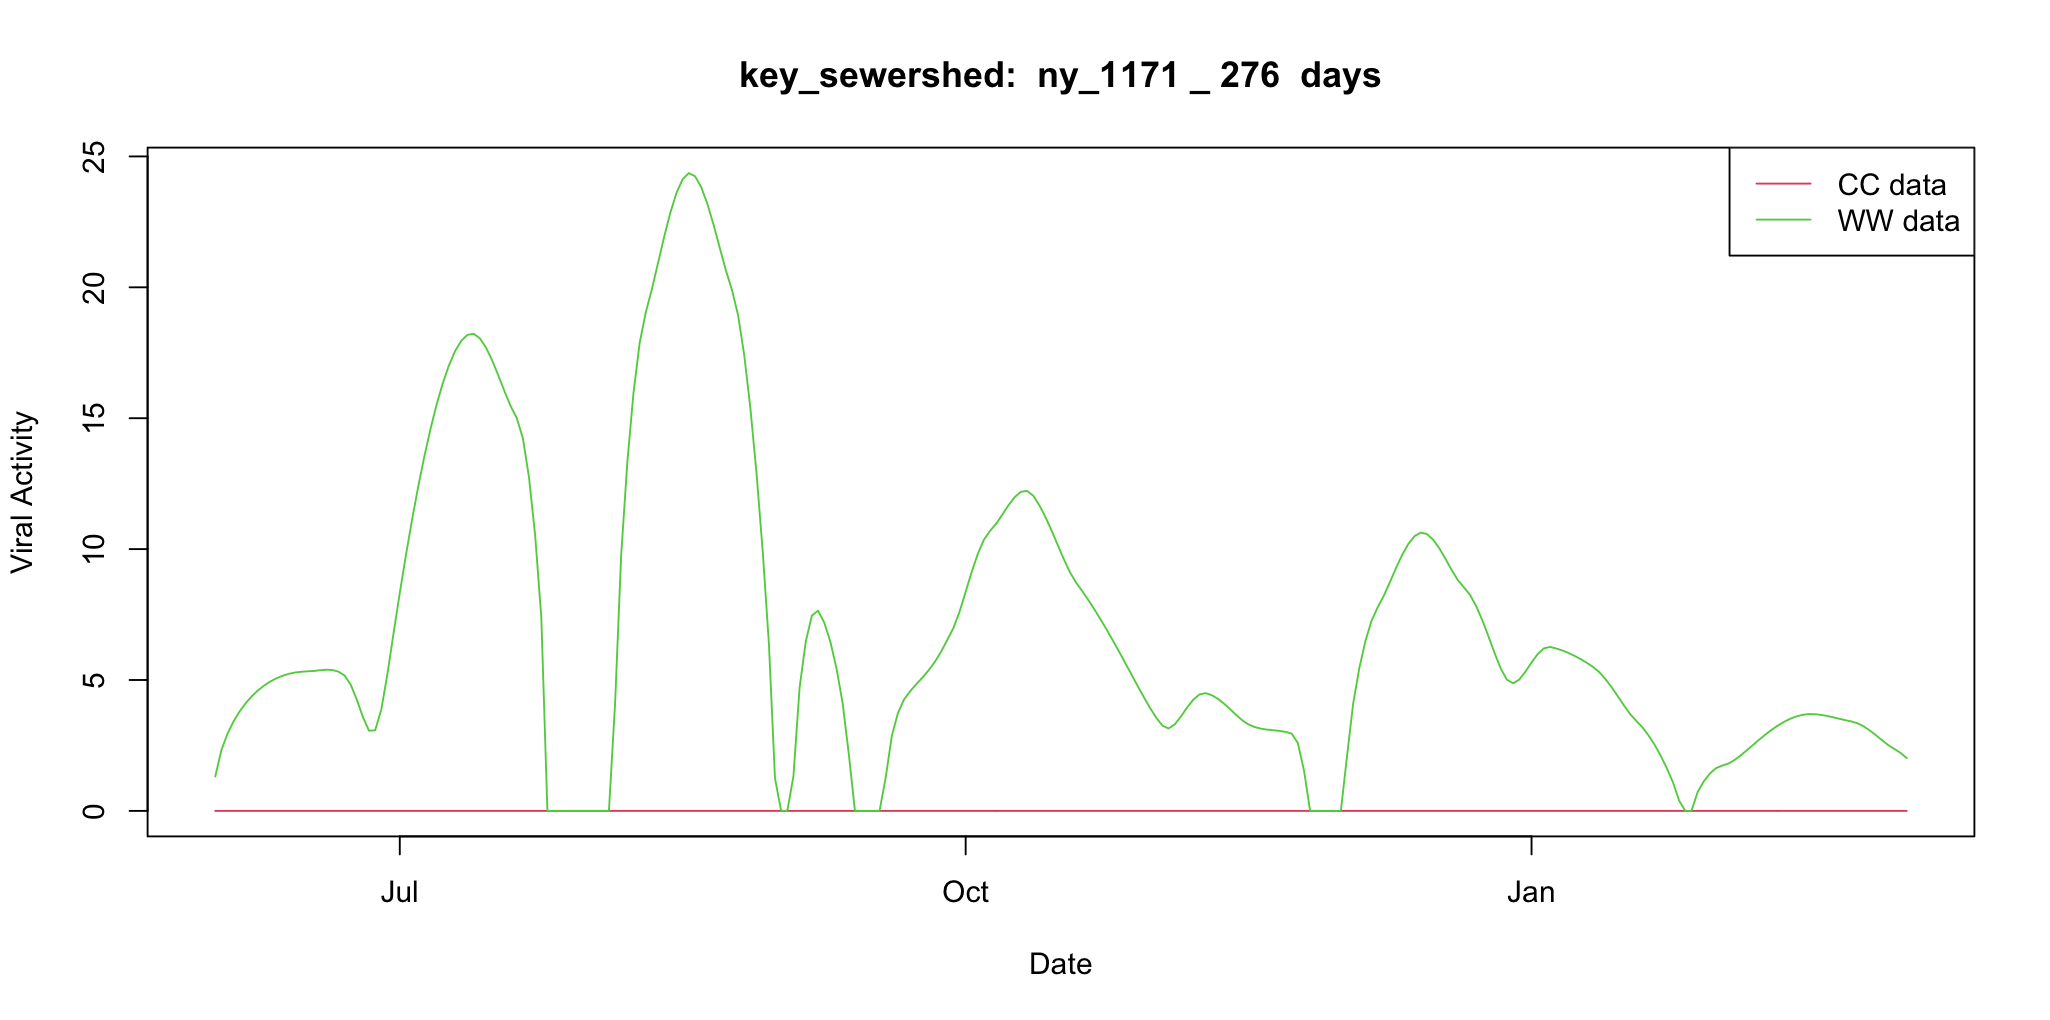 key_sewershed:  ny_1171 _ 276  days
CC data
WW data
Viral Activity
25
20
15
10
5
0
Jul
Oct
Jan
Date